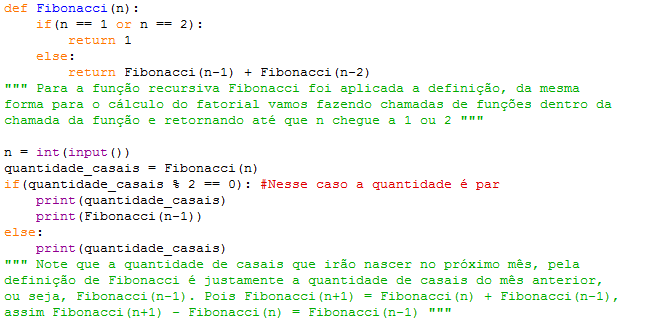 def Fibonacci(n):
    if(n == 1 or n == 2):
        return 1
    else:
        return Fibonacci(n-1) + Fibonacci(n-2)
""" Para a função recursiva Fibonacci foi aplicada a definição, da mesma
forma para o cálculo do fatorial vamos fazendo chamadas de funções dentro da
chamada da função e retornando até que n chegue a 1 ou 2 """

n = int(input())
quantidade_casais = Fibonacci(n)
if(quantidade_casais % 2 == 0): #Nesse caso a quantidade é par
    print(quantidade_casais)
    print(Fibonacci(n-1))
else:
    print(quantidade_casais)
""" Note que a quantidade de casais que irão nascer no próximo mês, pela
definição de Fibonacci é justamente a quantidade de casais do mês anterior,
ou seja, Fibonacci(n-1). Pois Fibonacci(n+1) = Fibonacci(n) + Fibonacci(n-1),
assim Fibonacci(n+1) - Fibonacci(n) = Fibonacci(n-1) """